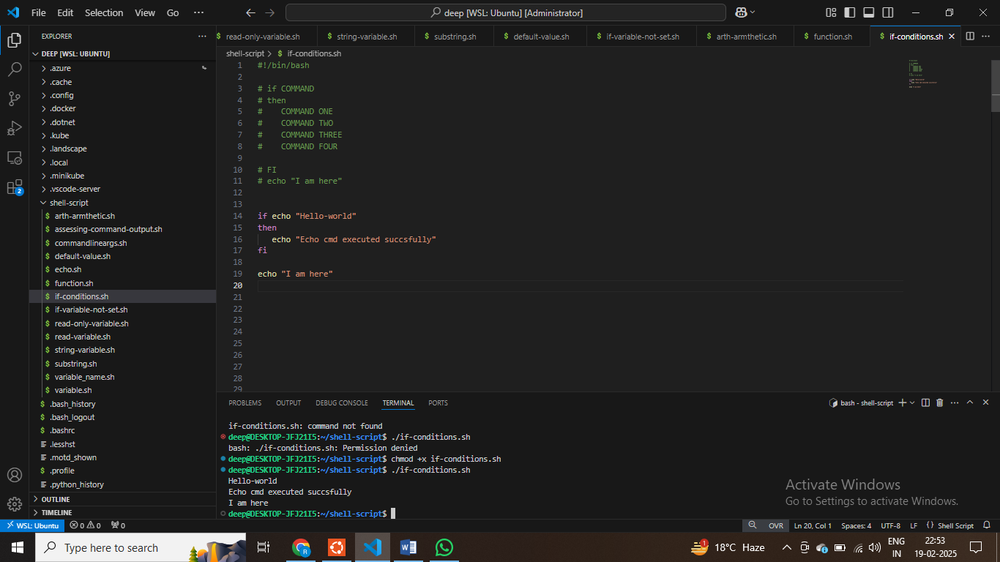 File Edit Selection View Go ··· deep [WSL: Ubuntu] [Administrator]
EXPLORER ···
DEEP [WSL: UBUNTU]
.azure
.cache
.config
.docker
.dotnet
.kube
.landscape
.local
.minikube
.vscode-server
shell-script
$ arth-armthetic.sh
$ assessing-command-output.sh
$ commandlineargs.sh
$ default-value.sh
$ echo.sh
$ function.sh
$ if-conditions.sh
$ if-variable-not-set.sh
$ read-only-variable.sh
$ read-variable.sh
$ string-variable.sh
$ substring.sh
$ variable_name.sh
$ variable.sh
$ .bash_history
$ .bash_logout
$ .bashrc
.lesshst
.motd_shown
$ .profile
.python_history
OUTLINE
TIMELINE
2
$ read-only-variable.sh $ string-variable.sh $ substring.sh $ default-value.sh $ if-variable-not-set.sh $ arth-armthetic.sh $ function.sh $ if-conditions.sh ···
shell-script > $ if-conditions.sh
1 #!/bin/bash
2
3 # if COMMAND
4 # then
5 #    COMMAND ONE
6 #    COMMAND TWO
7 #    COMMAND THREE
8 #    COMMAND FOUR
9
10 # FI
11 # echo "I am here"
12
13
14 if echo "Hello-world"
15 then
16    echo "Echo cmd executed succsfully"
17 fi
18
19 echo "I am here"
20
21
22
23
24
25
26
27
28
29
PROBLEMS OUTPUT DEBUG CONSOLE TERMINAL PORTS bash - shell-script ···
if-conditions.sh: command not found
deep@DESKTOP-JFJ21I5:~/shell-script$ ./if-conditions.sh
bash: ./if-conditions.sh: Permission denied
deep@DESKTOP-JFJ21I5:~/shell-script$ chmod +x if-conditions.sh
deep@DESKTOP-JFJ21I5:~/shell-script$ ./if-conditions.sh
Hello-world
Echo cmd executed succsfully
I am here
deep@DESKTOP-JFJ21I5:~/shell-script$
Activate Windows
Go to Settings to activate Windows.
WSL: Ubuntu 0 0 0 OVR Ln 20, Col 1 Spaces: 4 UTF-8 LF {} Shell Script
Type here to search R W 1 18°C Haze ENG IN 22:53 19-02-2025